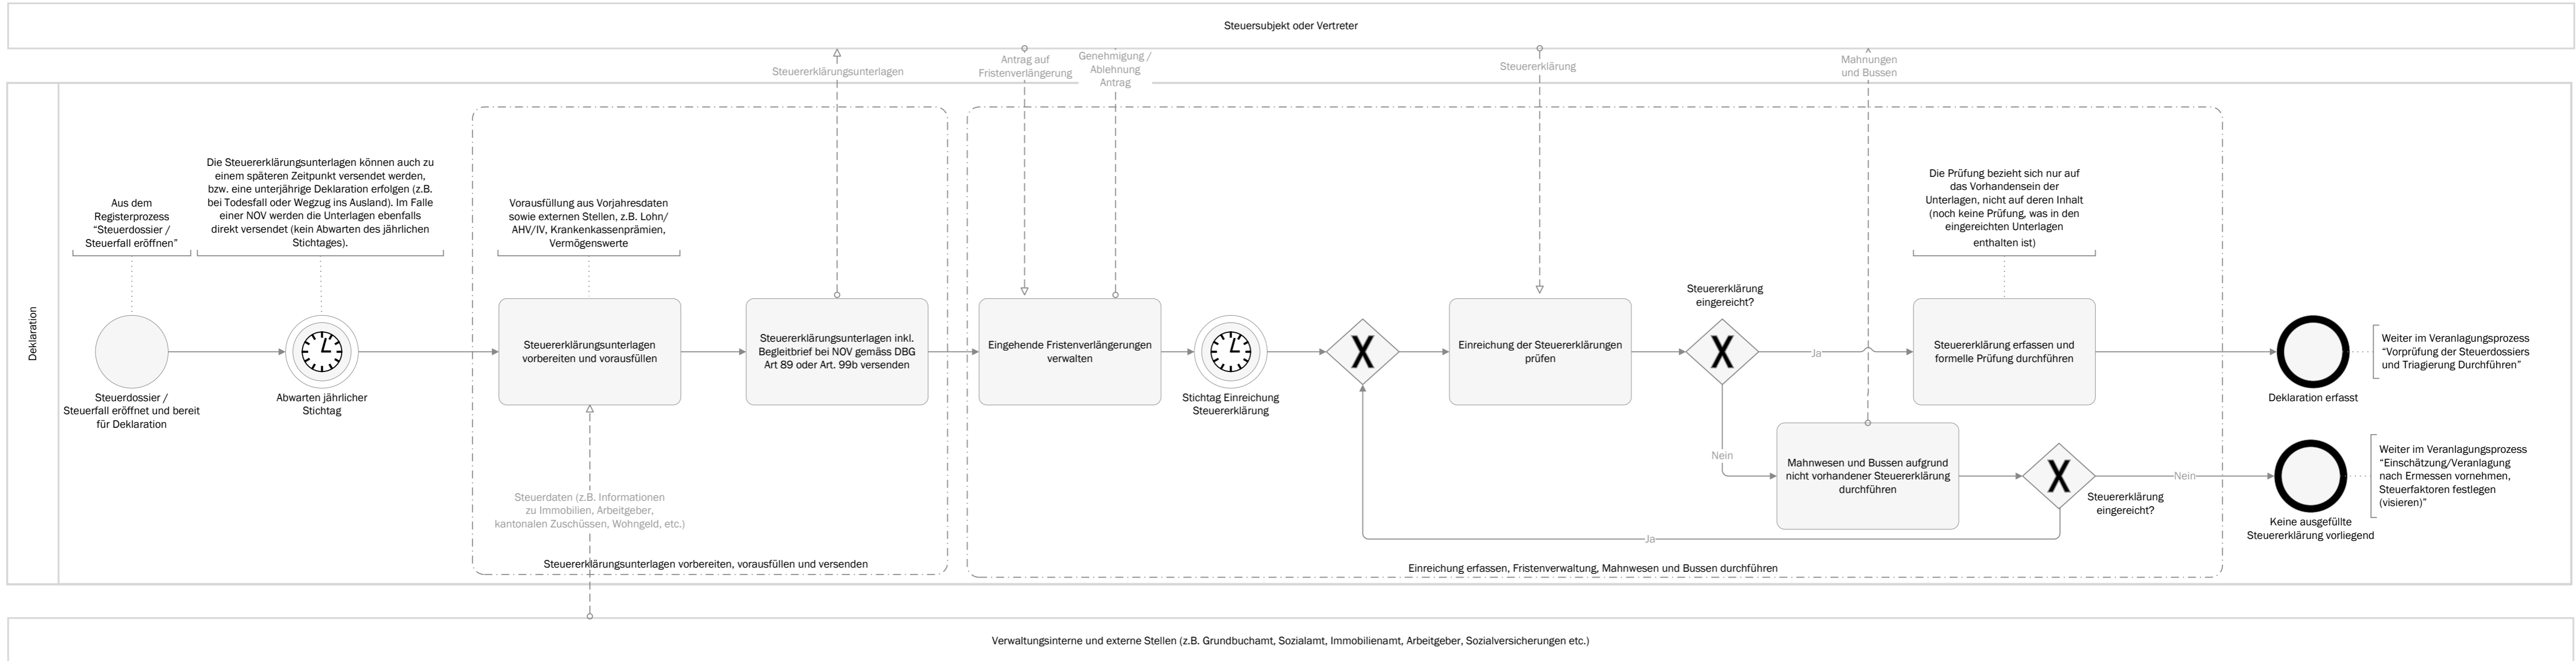 Steuersubjekt oder Vertreter
Steuererklärungsunterlagen
Antrag auf
Fristenverlängerung
Genehmigung /
Ablehnung
Antrag
Steuererklärung
Mahnungen
und Bussen
Deklaration
Aus dem
Registerprozess
“Steuerdossier /
Steuerfall eröffnen”
Die Steuererklärungsunterlagen können auch zu
einem späteren Zeitpunkt versendet werden,
bzw. eine unterjährige Deklaration erfolgen (z.B.
bei Todesfall oder Wegzug ins Ausland). Im Falle
einer NOV werden die Unterlagen ebenfalls
direkt versendet (kein Abwarten des jährlichen
Stichtages).
Vorausfüllung aus Vorjahresdaten
sowie externen Stellen, z.B. Lohn/
AHV/IV, Krankenkassenprämien,
Vermögenswerte
Die Prüfung bezieht sich nur auf
das Vorhandensein der
Unterlagen, nicht auf deren Inhalt
(noch keine Prüfung, was in den
eingereichten Unterlagen
enthalten ist)
Steuerdossier /
Steuerfall eröffnet und bereit
für Deklaration
Abwarten jährlicher
Stichtag
Steuererklärungsunterlagen
vorbereiten und vorausfüllen
Steuererklärungsunterlagen inkl.
Begleitbrief bei NOV gemäss DBG
Art 89 oder Art. 99b versenden
Eingehende Fristenverlängerungen
verwalten
Stichtag Einreichung
Steuererklärung
X
Einreichung der Steuererklärungen
prüfen
Steuererklärung
eingereicht?
X
Ja
Steuererklärung erfassen und
formelle Prüfung durchführen
Deklaration erfasst
Weiter im Veranlagungsprozess
“Vorprüfung der Steuerdossiers
und Triagierung Durchführen”
Nein
Mahnwesen und Bussen aufgrund
nicht vorhandener Steuererklärung
durchführen
X
Steuererklärung
eingereicht?
Nein
Keine ausgefüllte
Steuererklärung vorliegend
Weiter im Veranlagungsprozess
“Einschätzung/Veranlagung
nach Ermessen vornehmen,
Steuerfaktoren festlegen
(visieren)”
Ja
Steuerdaten (z.B. Informationen
zu Immobilien, Arbeitgeber,
kantonalen Zuschüssen, Wohngeld, etc.)
Steuererklärungsunterlagen vorbereiten, vorausfüllen und versenden
Einreichung erfassen, Fristenverwaltung, Mahnwesen und Bussen durchführen
Verwaltungsinterne und externe Stellen (z.B. Grundbuchamt, Sozialamt, Immobilienamt, Arbeitgeber, Sozialversicherungen etc.)